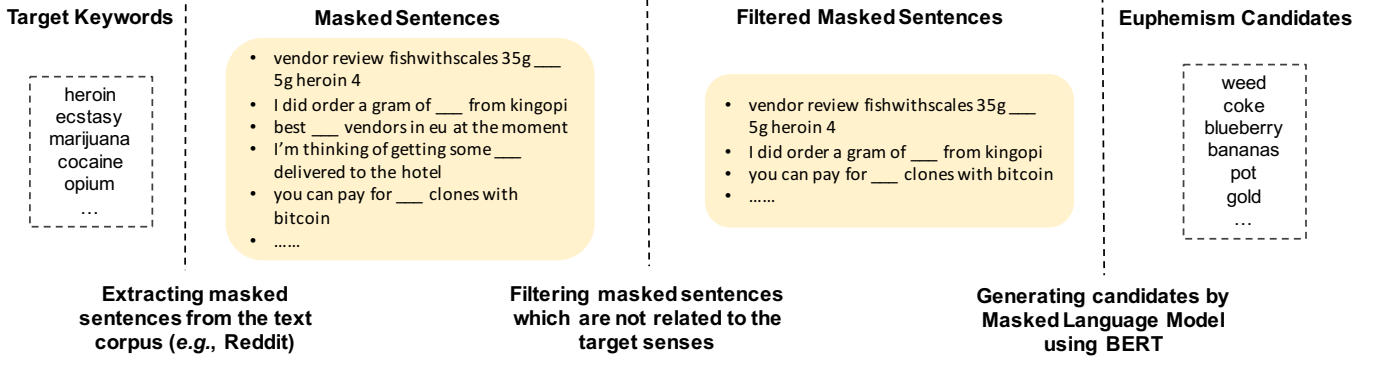 Target Keywords
heroin
ecstasy
marijuana
cocaine
opium
...
Extracting masked
sentences from the text
corpus (e.g., Reddit)
Masked Sentences
• vendor review fishwithscales 35g ___
5g heroin 4
• I did order a gram of ___ from kingopi
• best ___ vendors in eu at the moment
• I'm thinking of getting some ___
delivered to the hotel
• you can pay for ___ clones with
bitcoin
• ......
Filtering masked sentences
which are not related to the
target senses
Filtered Masked Sentences
• vendor review fishwithscales 35g ___
5g heroin 4
• I did order a gram of ___ from kingopi
• you can pay for ___ clones with bitcoin
• ......
Generating candidates by
Masked Language Model
using BERT
Euphemism Candidates
weed
coke
blueberry
bananas
pot
gold
...